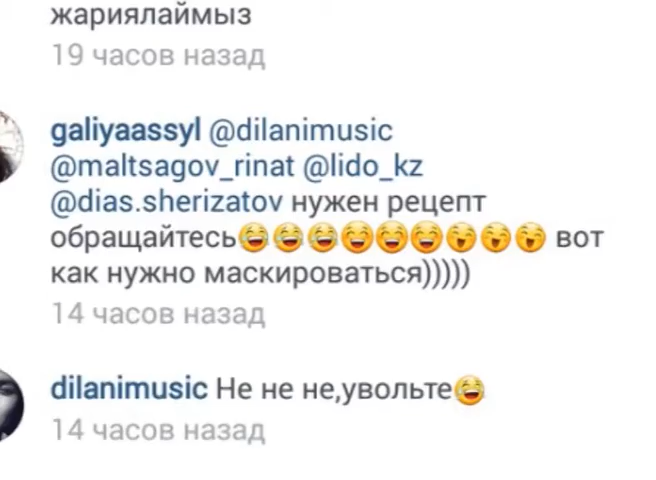 жариялаймыз
19 часов назад
galiyaassyl @dilanimusic
@maltsagov_rinat @lido_kz
@dias.sherizatov нужен рецепт
обращайтесь😂😂😂😁😁😁😄😄😄 вот
как нужно маскироваться)))))
14 часов назад
dilanimusic Не не не,увольте😂
14 часов назад